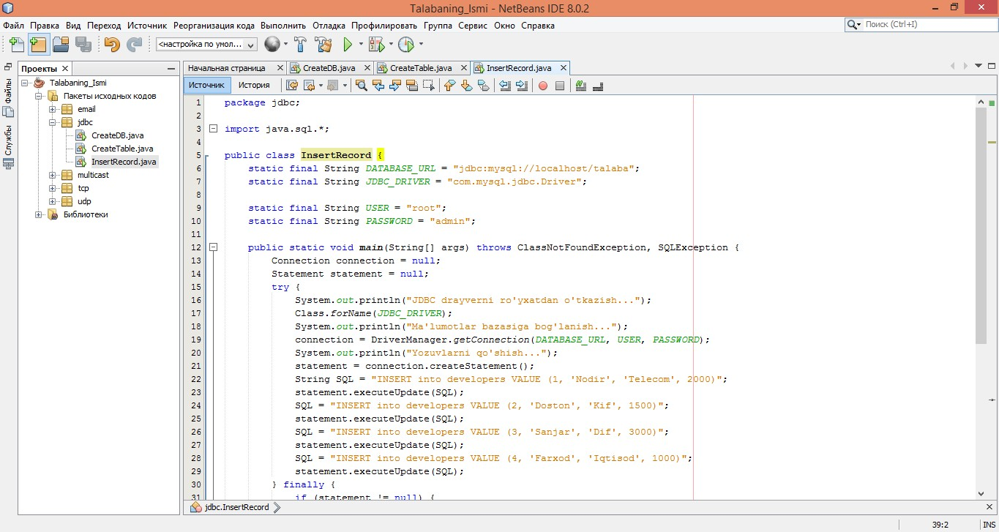 Talabaning_Ismi - NetBeans IDE 8.0.2
Файл Правка Вид Переход Источник Реорганизация кода Выполнить Отладка Профилировать Группа Сервис Окно Справка
Поиск (Ctrl+I)
<настройка по умол...
Файлы
Службы
Проекты
Talabaning_Ismi
Пакеты исходных кодов
email
jdbc
CreateDB.java
CreateTable.java
InsertRecord.java
multicast
tcp
udp
Библиотеки
Начальная страница CreateDB.java CreateTable.java InsertRecord.java
Источник История
1 package jdbc;
2
3 import java.sql.*;
4
5 public class InsertRecord {
6 static final String DATABASE_URL = "jdbc:mysql://localhost/talaba";
7 static final String JDBC_DRIVER = "com.mysql.jdbc.Driver";
8
9 static final String USER = "root";
10 static final String PASSWORD = "admin";
11
12 public static void main(String[] args) throws ClassNotFoundException, SQLException {
13 Connection connection = null;
14 Statement statement = null;
15 try {
16 System.out.println("JDBC drayverni ro'yxatdan o'tkazish...");
17 Class.forName(JDBC_DRIVER);
18 System.out.println("Ma'lumotlar bazasiga bog'lanish...");
19 connection = DriverManager.getConnection(DATABASE_URL, USER, PASSWORD);
20 System.out.println("Yozuvlarni qo'shish...");
21 statement = connection.createStatement();
22 String SQL = "INSERT into developers VALUE (1, 'Nodir', 'Telecom', 2000)";
23 statement.executeUpdate(SQL);
24 SQL = "INSERT into developers VALUE (2, 'Doston', 'Kif', 1500)";
25 statement.executeUpdate(SQL);
26 SQL = "INSERT into developers VALUE (3, 'Sanjar', 'Dif', 3000)";
27 statement.executeUpdate(SQL);
28 SQL = "INSERT into developers VALUE (4, 'Farxod', 'Iqtisod', 1000)";
29 statement.executeUpdate(SQL);
30 } finally {
31 if (statement != null) {
jdbc.InsertRecord
39:2 INS